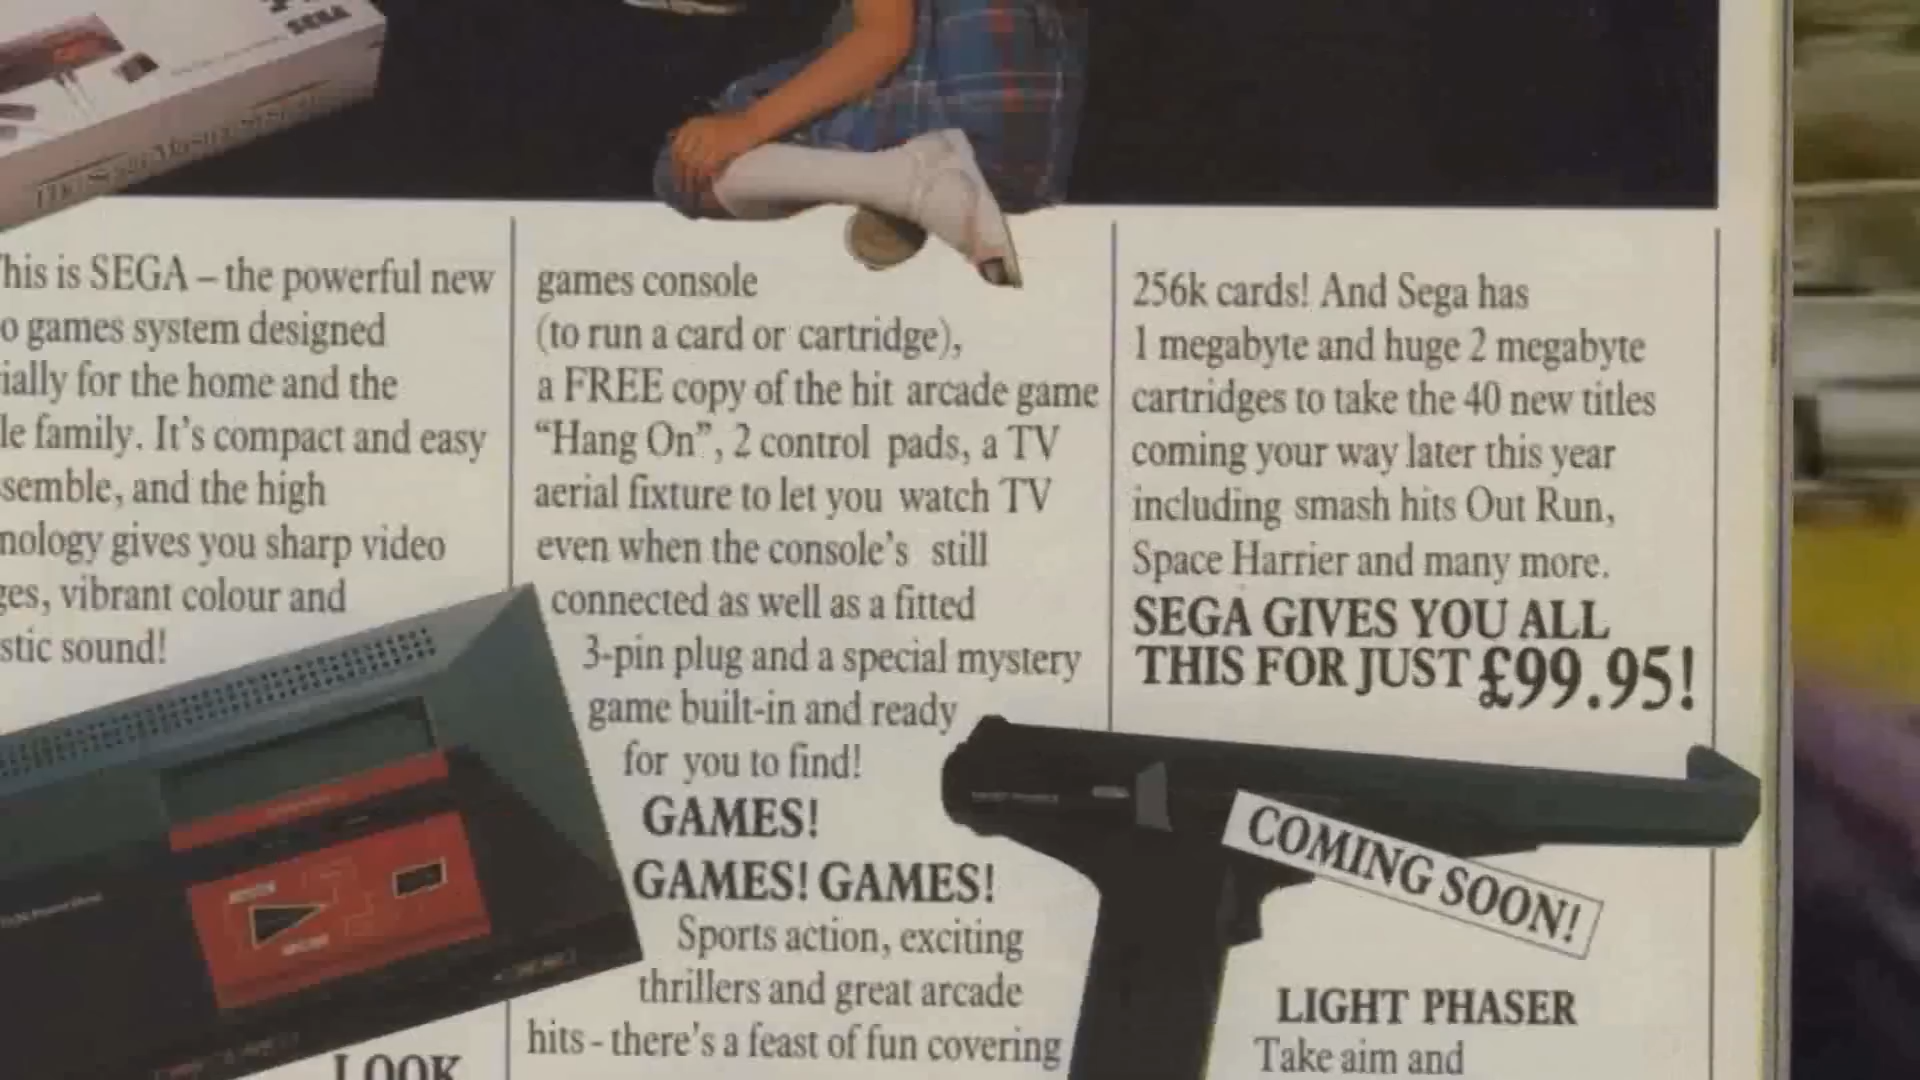 SEGA
The Sega Master System
his is SEGA – the powerful new
o games system designed
ially for the home and the
le family. It's compact and easy
semble, and the high
nology gives you sharp video
ges, vibrant colour and
stic sound!
LOOK
games console
(to run a card or cartridge),
a FREE copy of the hit arcade game
“Hang On”, 2 control pads, a TV
aerial fixture to let you watch TV
even when the console's still
connected as well as a fitted
3-pin plug and a special mystery
game built-in and ready
for you to find!
GAMES!
GAMES! GAMES!
Sports action, exciting
thrillers and great arcade
hits - there's a feast of fun covering
256k cards! And Sega has
1 megabyte and huge 2 megabyte
cartridges to take the 40 new titles
coming your way later this year
including smash hits Out Run,
Space Harrier and many more.
SEGA GIVES YOU ALL
THIS FOR JUST £99.95!
COMING SOON!
LIGHT PHASER
Take aim and